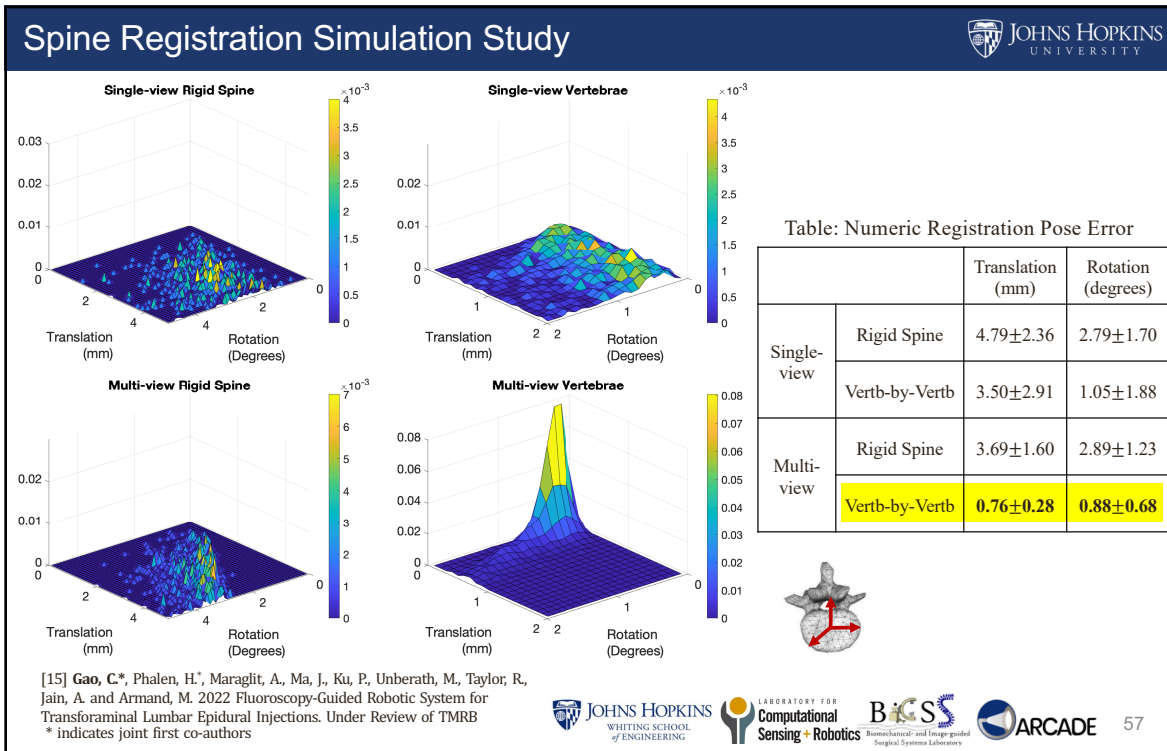 Spine Registration Simulation Study
JOHNS HOPKINS
UNIVERSITY
Single-view Rigid Spine
0.03
0.02
0.01
0
0
2
4
Translation
(mm)
4
2
0
Rotation
(Degrees)
×10⁻³
4
3.5
3
2.5
2
1.5
1
0.5
0
Single-view Vertebrae
0.02
0.01
0
0
1
2
Translation
(mm)
2
1
0
Rotation
(Degrees)
×10⁻³
4
3.5
3
2.5
2
1.5
1
0.5
0
Multi-view Rigid Spine
0.02
0.01
0
0
2
4
Translation
(mm)
4
2
0
Rotation
(Degrees)
×10⁻³
7
6
5
4
3
2
1
0
Multi-view Vertebrae
0.08
0.06
0.04
0.02
0
0
1
2
Translation
(mm)
2
1
0
Rotation
(Degrees)
0.08
0.07
0.06
0.05
0.04
0.03
0.02
0.01
0
Table: Numeric Registration Pose Error
Translation (mm) Rotation (degrees)
Single-view Rigid Spine 4.79±2.36 2.79±1.70
Vertb-by-Vertb 3.50±2.91 1.05±1.88
Multi-view Rigid Spine 3.69±1.60 2.89±1.23
Vertb-by-Vertb 0.76±0.28 0.88±0.68
[15] Gao, C.*, Phalen, H.*, Maraglit, A., Ma, J., Ku, P., Unberath, M., Taylor, R.,
Jain, A. and Armand, M. 2022 Fluoroscopy-Guided Robotic System for
Transforaminal Lumbar Epidural Injections. Under Review of TMRB
* indicates joint first co-authors
JOHNS HOPKINS
WHITING SCHOOL
of ENGINEERING
LABORATORY FOR
Computational
Sensing + Robotics
BiGSS
Biomechanical- and Image-guided
Surgical Systems Laboratory
ARCADE
57